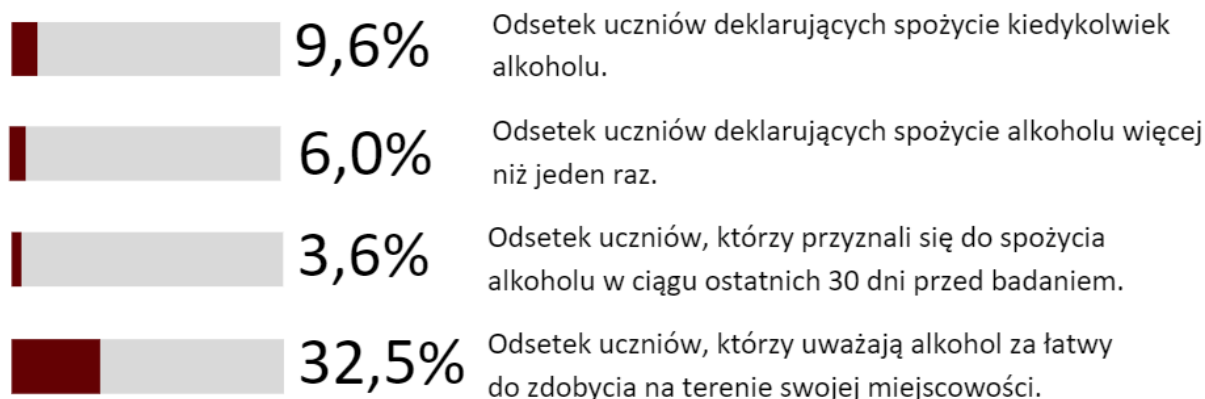 9,6%
Odsetek uczniów deklarujących spożycie kiedykolwiek
alkoholu.
6,0%
Odsetek uczniów deklarujących spożycie alkoholu więcej
niż jeden raz.
3,6%
Odsetek uczniów, którzy przyznali się do spożycia
alkoholu w ciągu ostatnich 30 dni przed badaniem.
32,5%
Odsetek uczniów, którzy uważają alkohol za łatwy
do zdobycia na terenie swojej miejscowości.